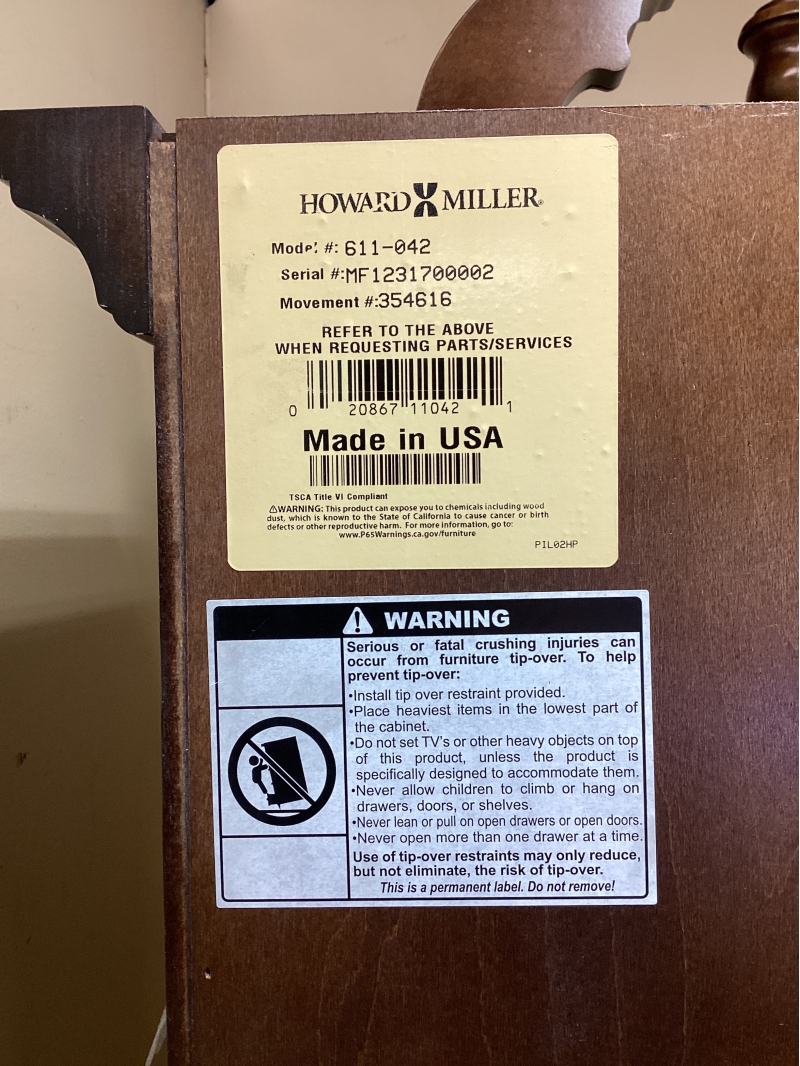 HOWARD MILLER
Model #: 611-042
Serial #:MF1231700002
Movement #:354616
REFER TO THE ABOVE
WHEN REQUESTING PARTS/SERVICES
0 20867 11042 1
Made in USA
TSCA Title VI Compliant
⚠WARNING: This product can expose you to chemicals including wood
dust, which is known to the State of California to cause cancer or birth
defects or other reproductive harm. For more information, go to:
www.P65Warnings.ca.gov/furniture
PIL02HP
⚠ WARNING
Serious or fatal crushing injuries can
occur from furniture tip-over. To help
prevent tip-over:
•Install tip over restraint provided.
•Place heaviest items in the lowest part of
the cabinet.
•Do not set TV's or other heavy objects on top
of this product, unless the product is
specifically designed to accommodate them.
•Never allow children to climb or hang on
drawers, doors, or shelves.
•Never lean or pull on open drawers or open doors.
•Never open more than one drawer at a time.
Use of tip-over restraints may only reduce,
but not eliminate, the risk of tip-over.
This is a permanent label. Do not remove!